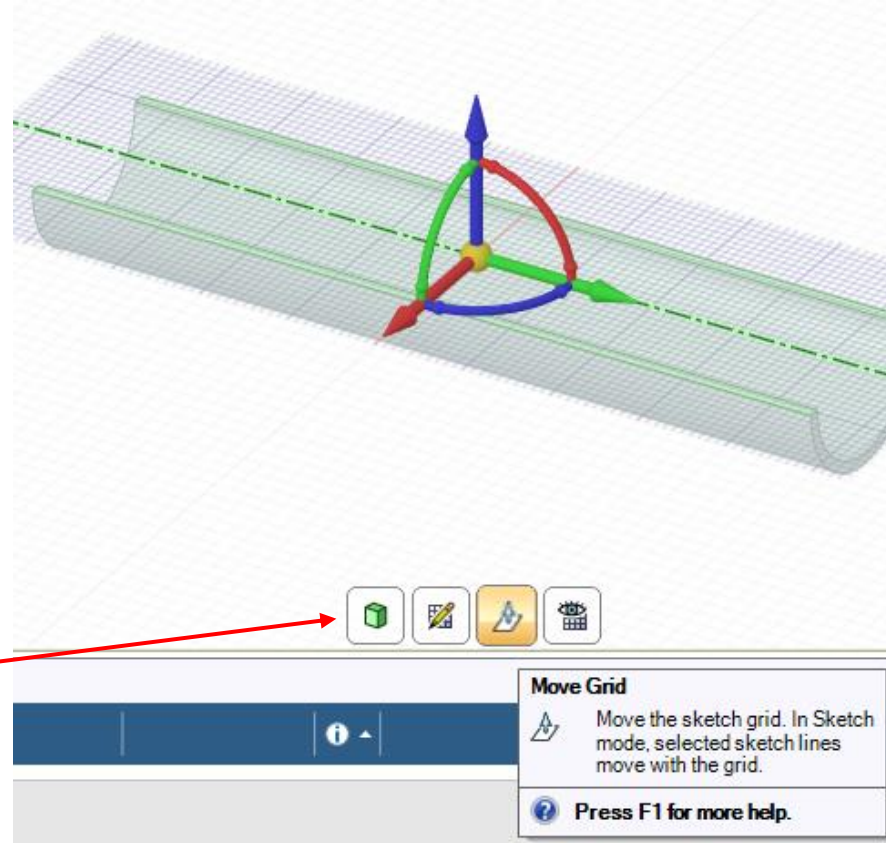 Move Grid
Move the sketch grid. In Sketch
mode, selected sketch lines
move with the grid.
Press F1 for more help.